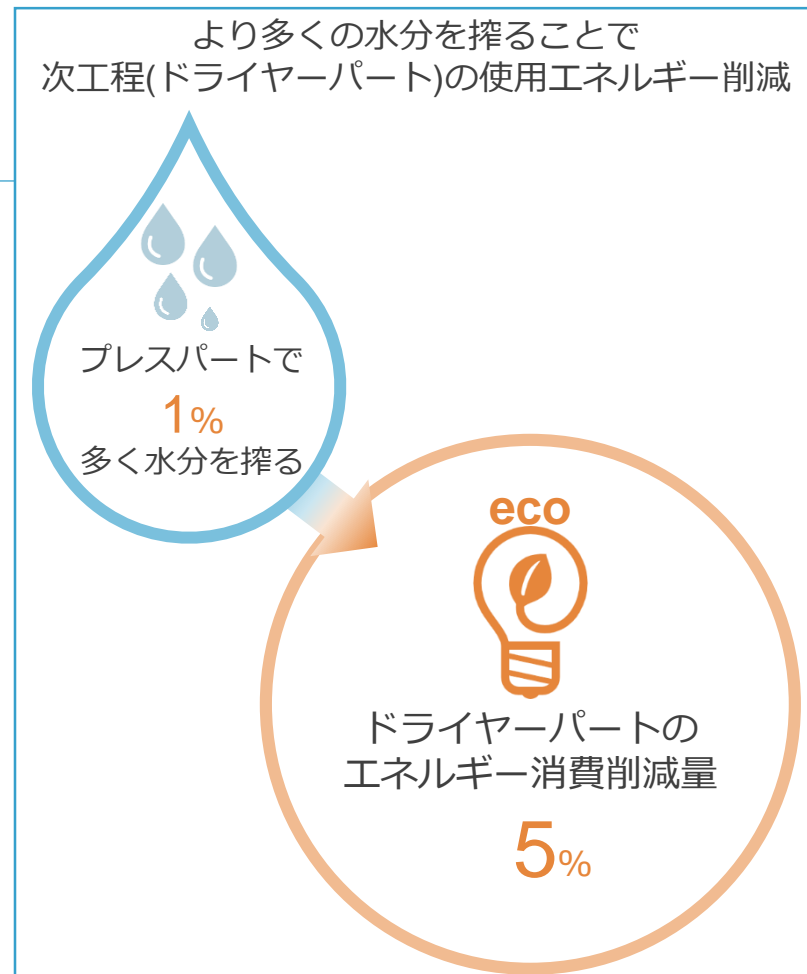 より多くの水分を搾ることで
次工程(ドライヤーパート)の使用エネルギー削減
プレスパートで
1%
多く水分を搾る
eco
ドライヤーパートの
エネルギー消費削減量
5%